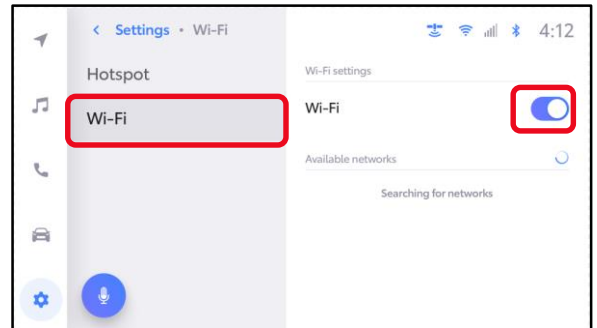 Settings • Wi-Fi
4:12
Hotspot
Wi-Fi
Wi-Fi settings
Wi-Fi
Available networks
Searching for networks